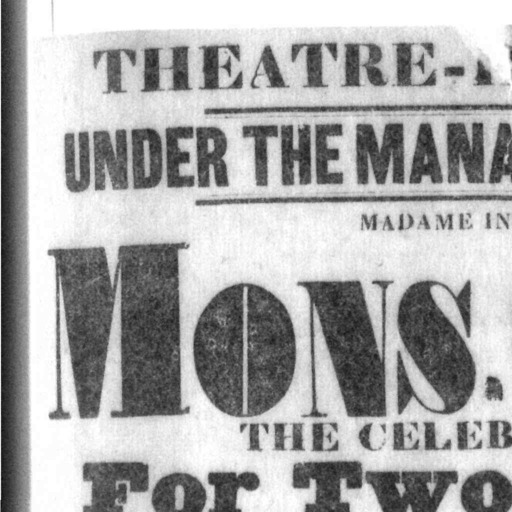 THEATRE-
UNDER THE MANA
MADAME IN
MONS.
THE CELEB
For Two